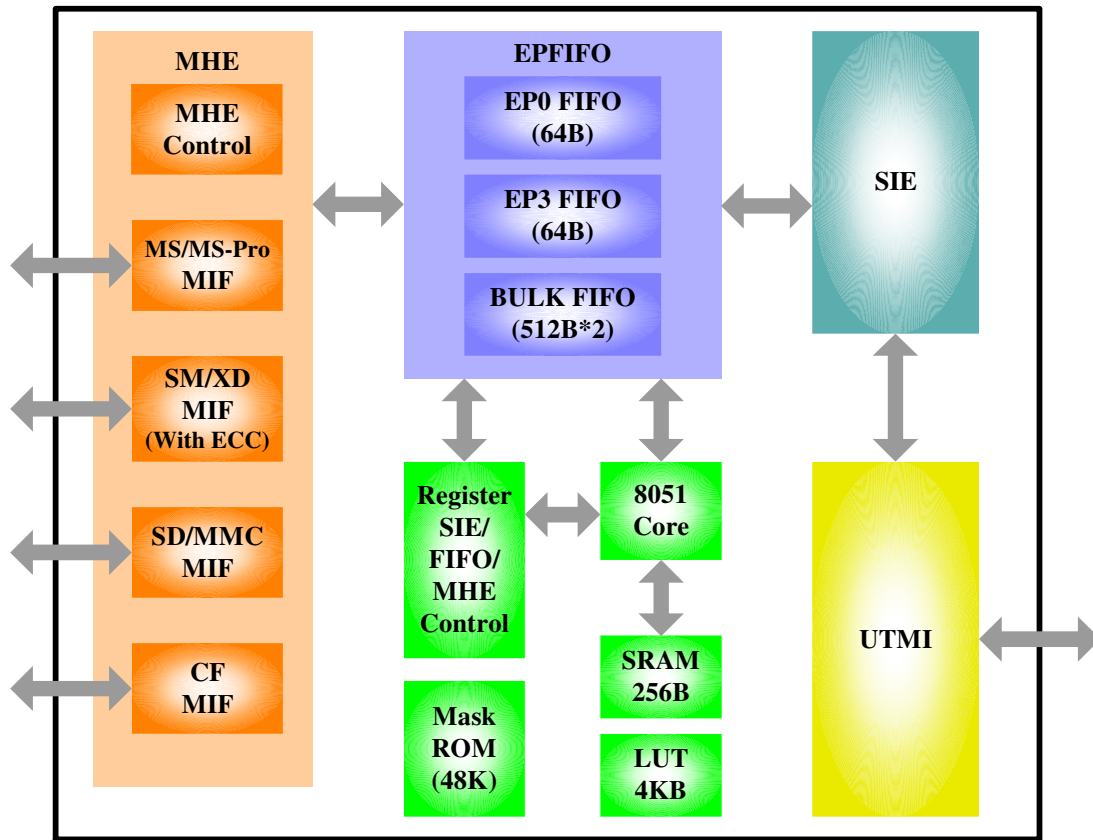 MHE
MHE
Control
MS/MS-Pro
MIF
SM/XD
MIF
(With ECC)
SD/MMC
MIF
CF
MIF
EPFIFO
EP0 FIFO
(64B)
EP3 FIFO
(64B)
BULK FIFO
(512B*2)
SIE
Register
SIE/
FIFO/
MHE
Control
8051
Core
SRAM
256B
Mask
ROM
(48K)
LUT
4KB
UTMI